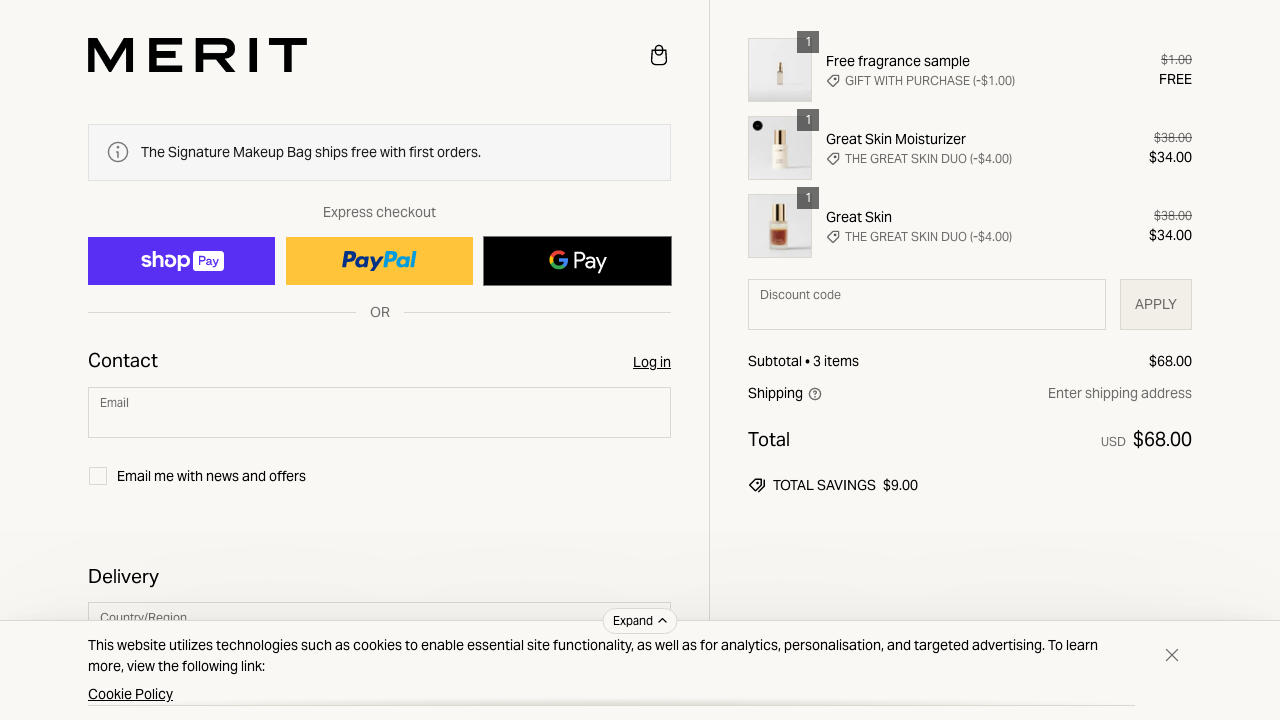 MERIT
The Signature Makeup Bag ships free with first orders.
Express checkout
shop Pay
PayPal
G Pay
OR
Contact
Log in
Email
Email me with news and offers
Delivery
Country/Region
1
Free fragrance sample
$1.00
GIFT WITH PURCHASE (-$1.00)
FREE
1
Great Skin Moisturizer
$38.00
THE GREAT SKIN DUO (-$4.00)
$34.00
1
Great Skin
$38.00
THE GREAT SKIN DUO (-$4.00)
$34.00
Discount code
APPLY
Subtotal • 3 items
$68.00
Shipping
Enter shipping address
Total
USD $68.00
TOTAL SAVINGS $9.00
Expand
This website utilizes technologies such as cookies to enable essential site functionality, as well as for analytics, personalisation, and targeted advertising. To learn
more, view the following link:
Cookie Policy